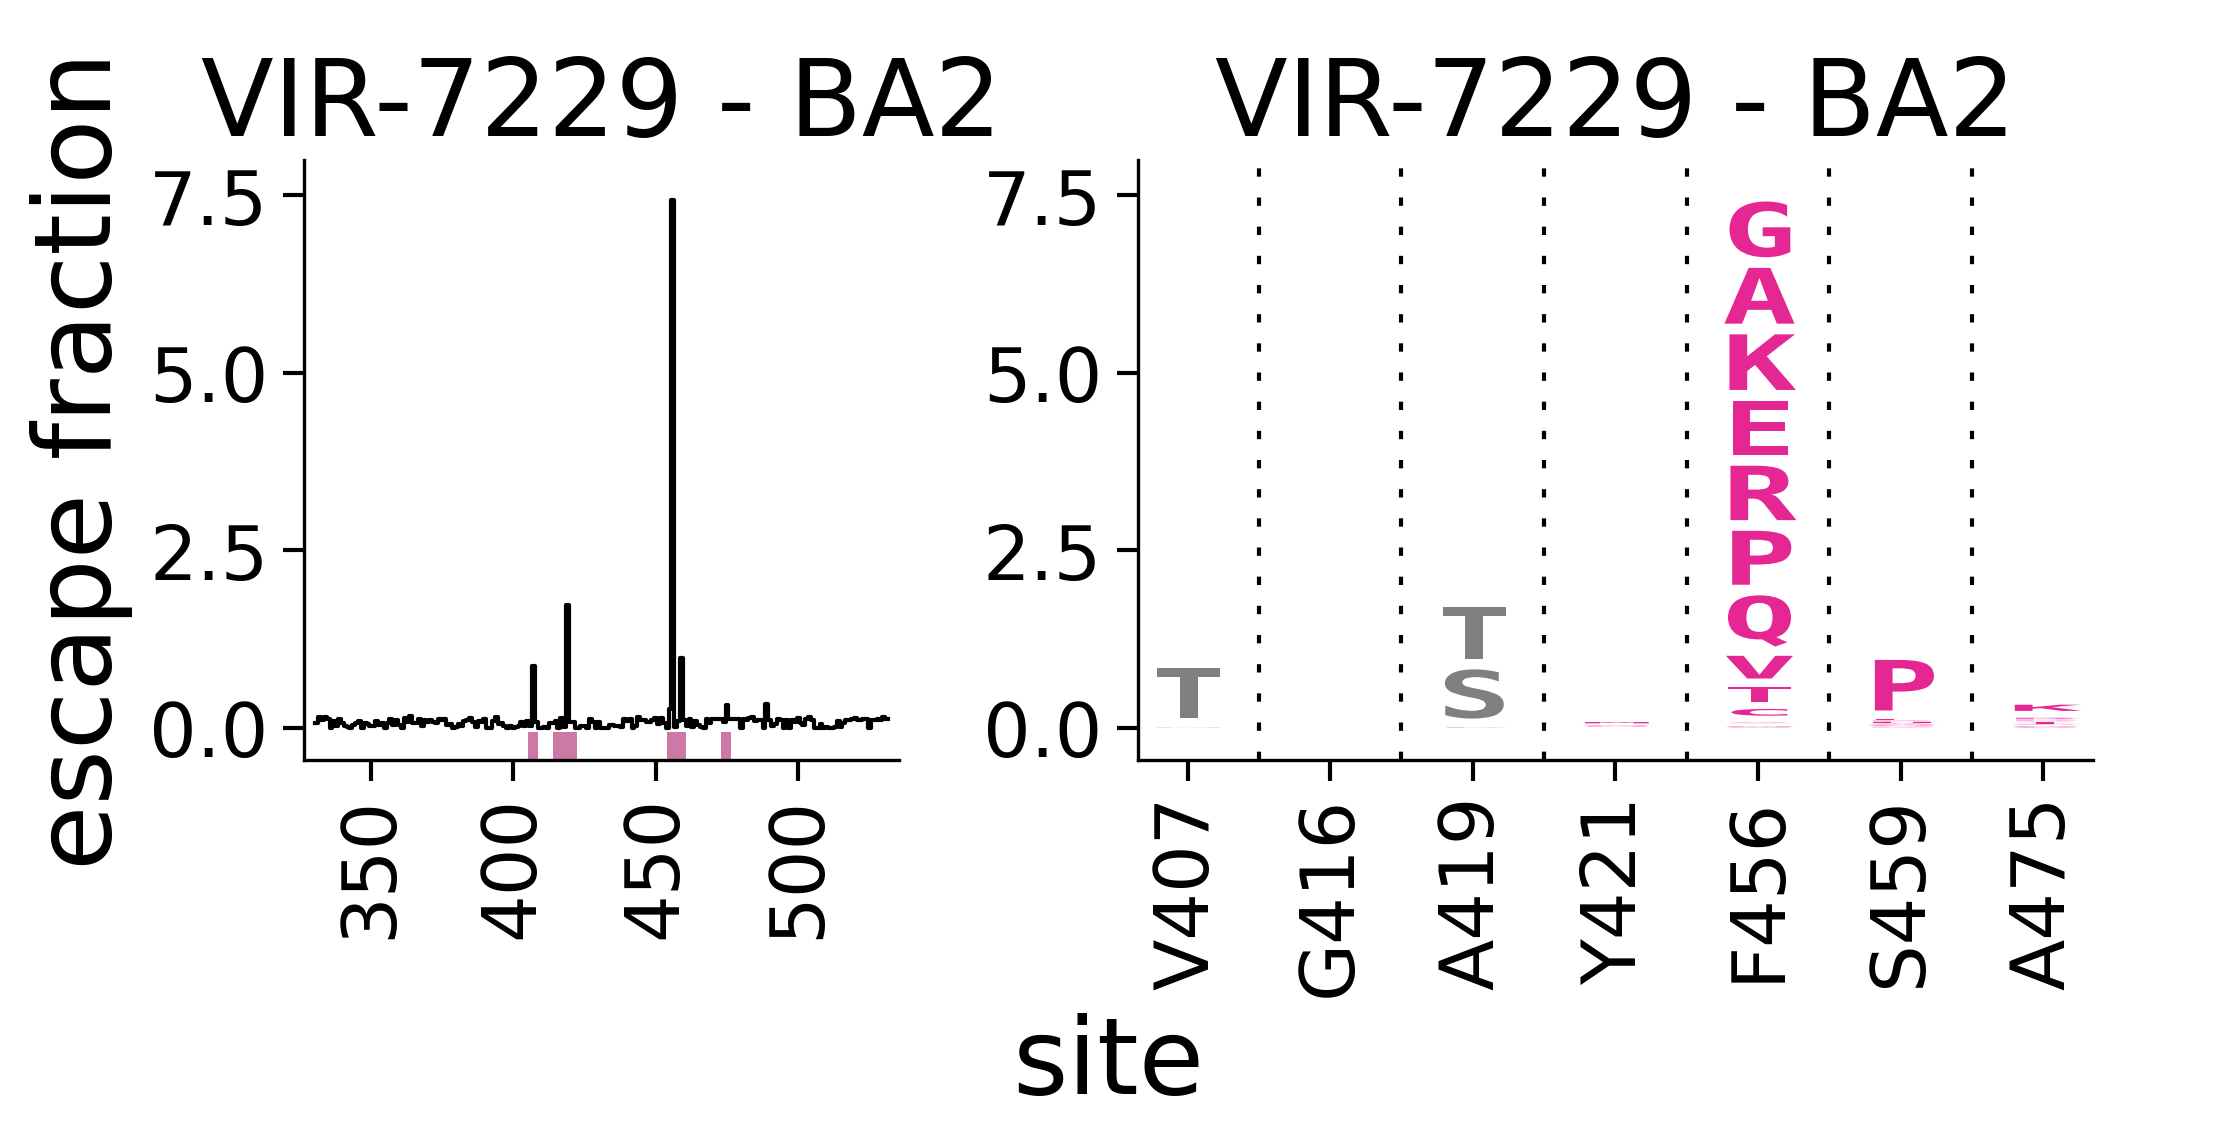 VIR-7229 - BA2
VIR-7229 - BA2
escape fraction
7.5
5.0
2.5
0.0
350
400
450
500
7.5
5.0
2.5
0.0
T
T
S
G
A
K
E
R
P
Q
Y
T
C
P
K
V407
G416
A419
Y421
F456
S459
A475
site